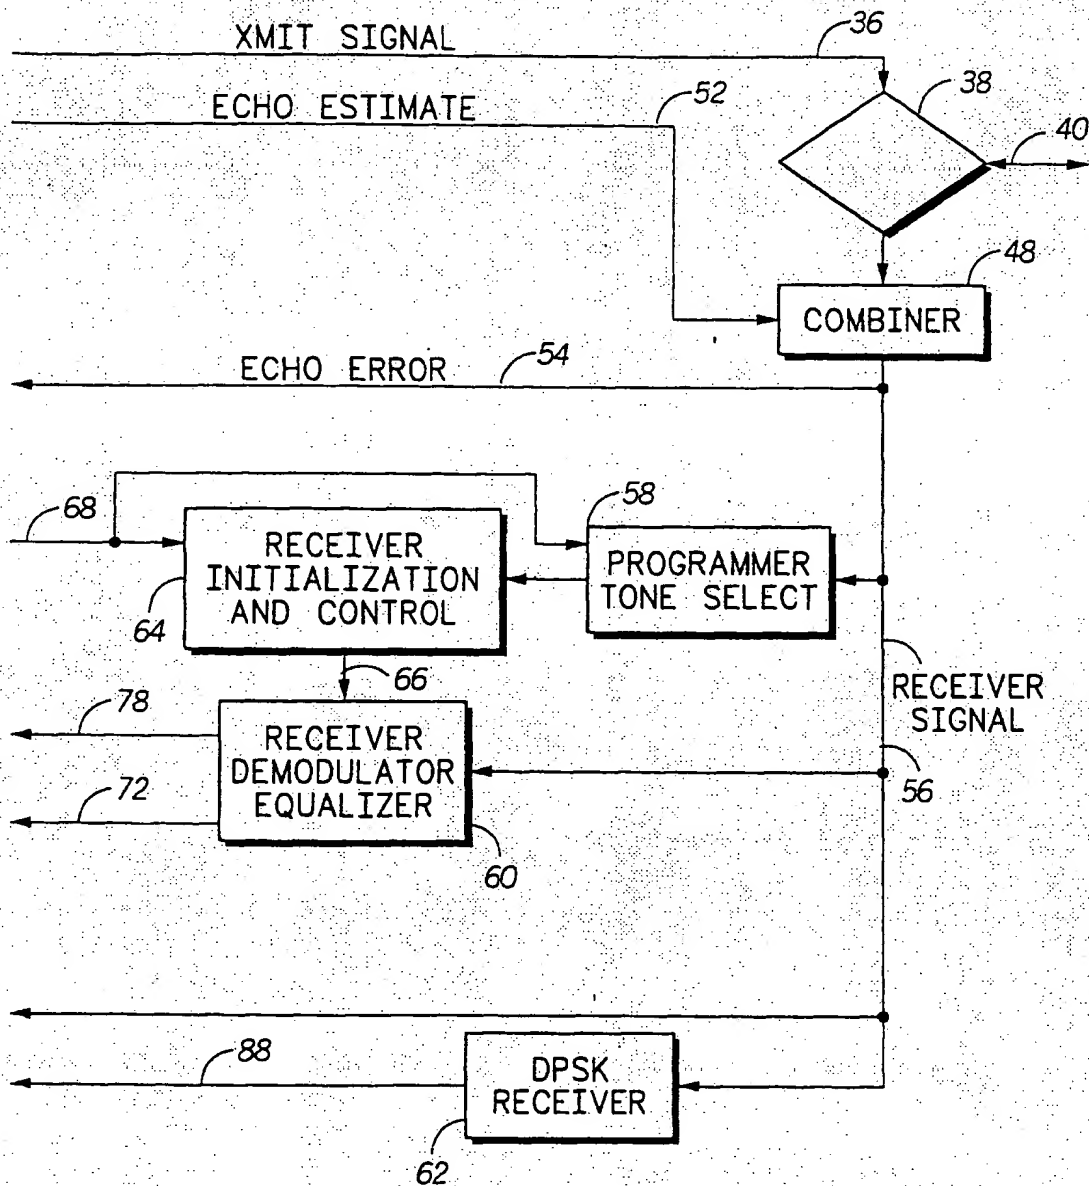 XMIT SIGNAL
36
ECHO ESTIMATE
52
38
40
48
COMBINER
ECHO ERROR
54
68
58
RECEIVER
INITIALIZATION
AND CONTROL
PROGRAMMER
TONE SELECT
64
66
RECEIVER
SIGNAL
56
78
RECEIVER
DEMODULATOR
EQUALIZER
72
60
88
DPSK
RECEIVER
62